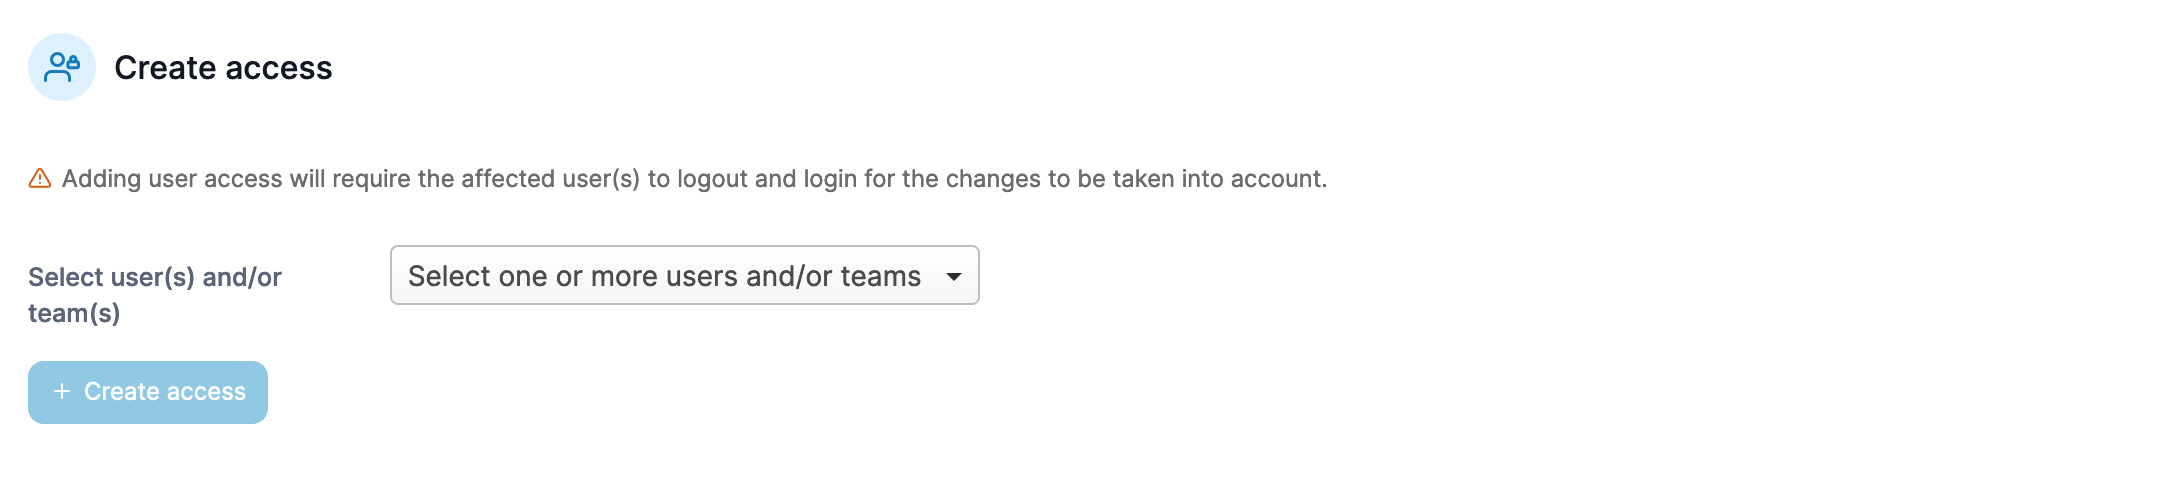 Create access
Adding user access will require the affected user(s) to logout and login for the changes to be taken into account.
Select user(s) and/or
team(s)
Select one or more users and/or teams
+ Create access